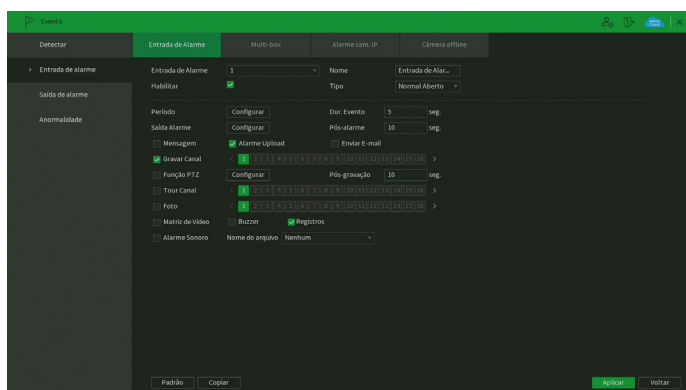 Evento
Intelbras Cloud
Detectar
Entrada de Alarme Multi-box Alarme cam. IP Câmera offline
Entrada de alarme
Saída de alarme
Anormalidade
Entrada de Alarme 1 Nome Entrada de Alar...
Habilitar Tipo Normal Aberto
Período Configurar Dur. Evento 5 seg.
Saída Alarme Configurar Pós-alarme 10 seg.
Mensagem Alarme Upload Enviar E-mail
Gravar Canal < 1 2 3 4 5 6 7 8 9 10 11 12 13 14 15 16 >
Função PTZ Configurar Pós-gravação 10 seg.
Tour Canal < 1 2 3 4 5 6 7 8 9 10 11 12 13 14 15 16 >
Foto < 1 2 3 4 5 6 7 8 9 10 11 12 13 14 15 16 >
Matriz de Vídeo Buzzer Registros
Alarme Sonoro Nome do arquivo Nenhum
Padrão Copiar Aplicar Voltar